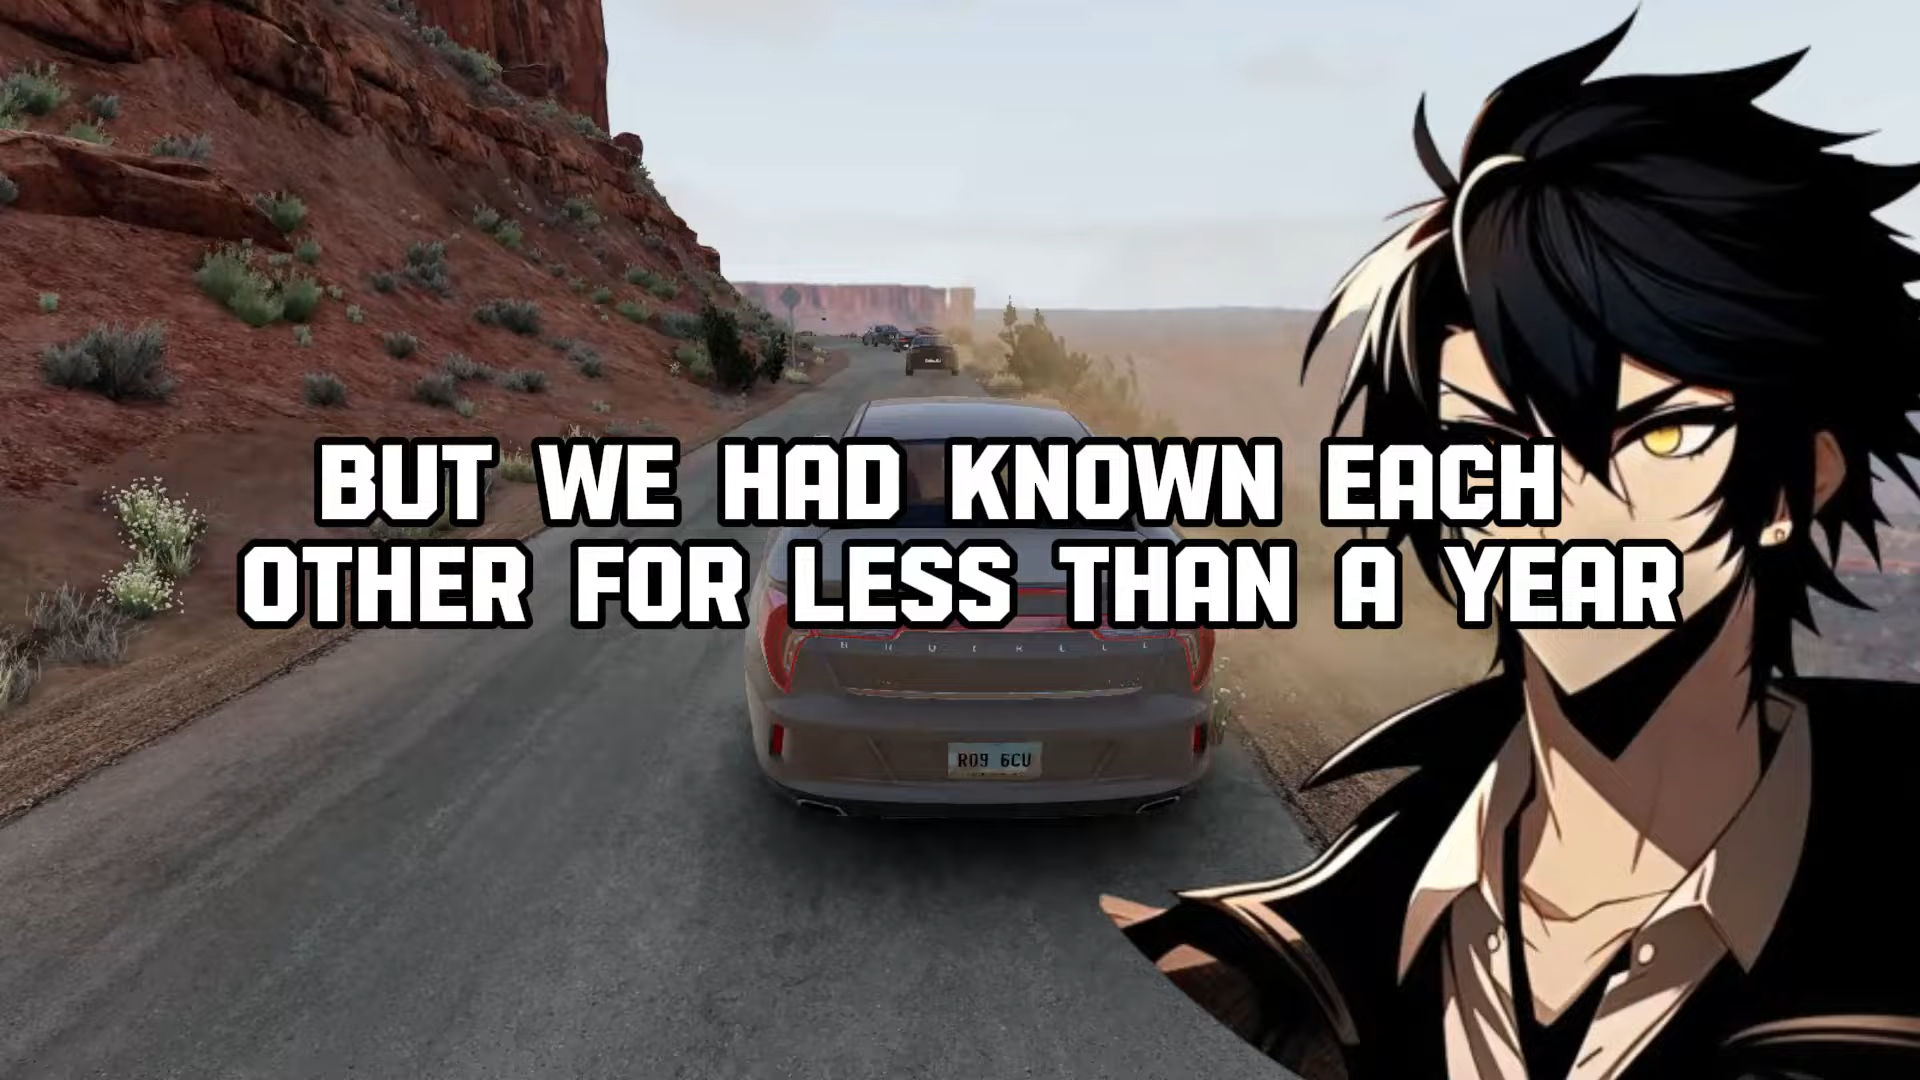 BUT WE HAD KNOWN EACH
OTHER FOR LESS THAN A YEAR
R09 6CU